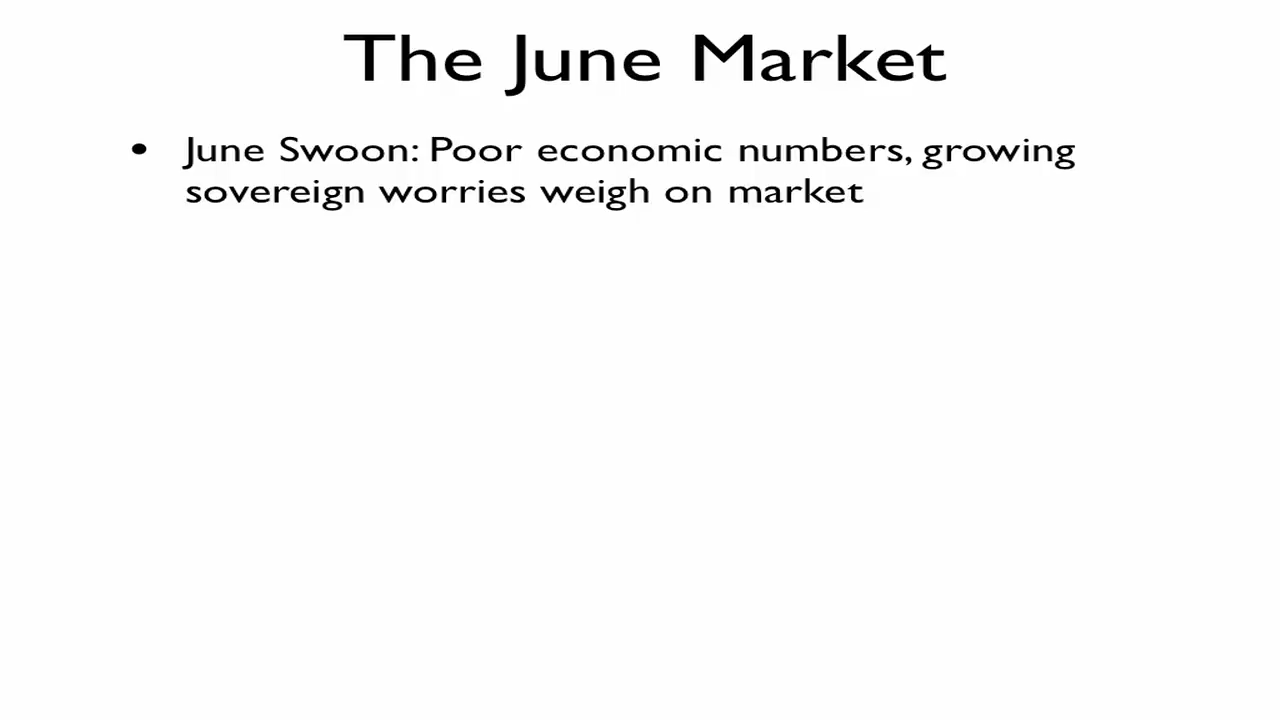 The June Market
• June Swoon: Poor economic numbers, growing
sovereign worries weigh on market